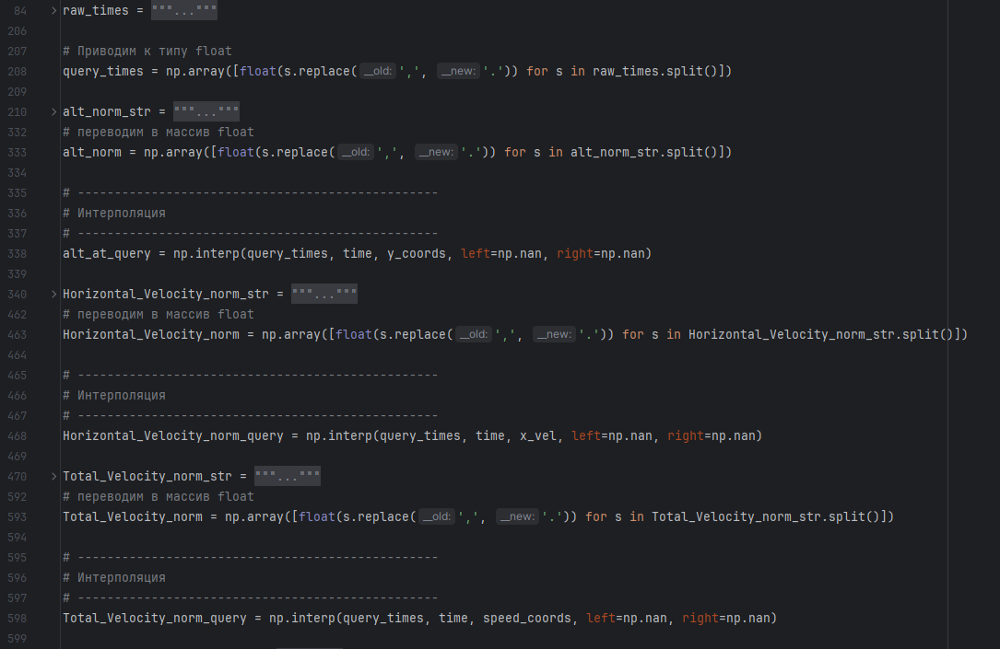 84 raw_times = """..."""
206
207 # Приводим к типу float
208 query_times = np.array([float(s.replace( __old: ',', __new: '.')) for s in raw_times.split()])
209
210 alt_norm_str = """..."""
332 # переводим в массив float
333 alt_norm = np.array([float(s.replace( __old: ',', __new: '.')) for s in alt_norm_str.split()])
334
335 # -------------------------------------------------
336 # Интерполяция
337 # -------------------------------------------------
338 alt_at_query = np.interp(query_times, time, y_coords, left=np.nan, right=np.nan)
339
340 Horizontal_Velocity_norm_str = """..."""
462 # переводим в массив float
463 Horizontal_Velocity_norm = np.array([float(s.replace( __old: ',', __new: '.')) for s in Horizontal_Velocity_norm_str.split()])
464
465 # -------------------------------------------------
466 # Интерполяция
467 # -------------------------------------------------
468 Horizontal_Velocity_norm_query = np.interp(query_times, time, x_vel, left=np.nan, right=np.nan)
469
470 Total_Velocity_norm_str = """..."""
592 # переводим в массив float
593 Total_Velocity_norm = np.array([float(s.replace( __old: ',', __new: '.')) for s in Total_Velocity_norm_str.split()])
594
595 # -------------------------------------------------
596 # Интерполяция
597 # -------------------------------------------------
598 Total_Velocity_norm_query = np.interp(query_times, time, speed_coords, left=np.nan, right=np.nan)
599